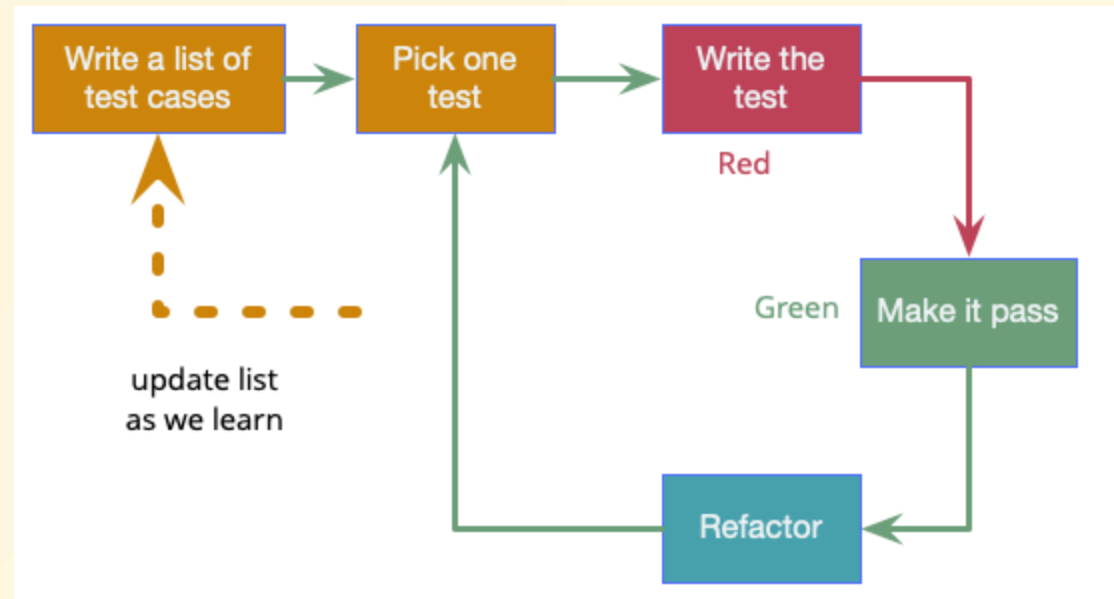 Write a list of
test cases
Pick one
test
Write the
test
Red
Green
Make it pass
update list
as we learn
Refactor